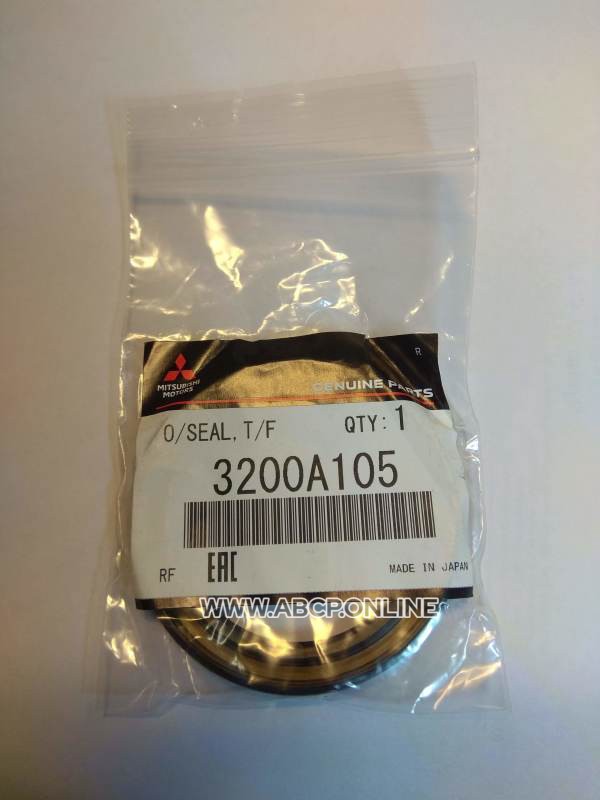 R
MITSUBISHI
MOTORS
GENUINE PARTS
O/SEAL,T/F QTY: 1
3200A105
RF EAC MADE IN JAPAN
WWW.ABCP.ONLINE